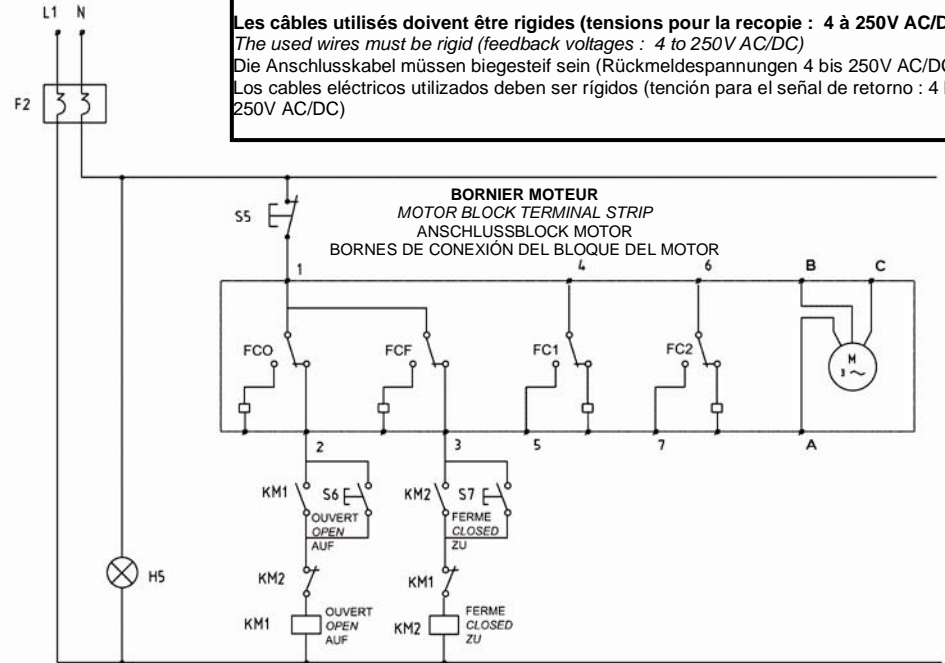 L1 N
Les câbles utilisés doivent être rigides (tensions pour la recopie : 4 à 250V AC/D
The used wires must be rigid (feedback voltages : 4 to 250V AC/DC)
Die Anschlusskabel müssen biegesteif sein (Rückmeldespannungen 4 bis 250V AC/DC
Los cables eléctricos utilizados deben ser rígidos (tención para el señal de retorno : 4
250V AC/DC)
F2
S5
BORNIER MOTEUR
MOTOR BLOCK TERMINAL STRIP
ANSCHLUSSBLOCK MOTOR
BORNES DE CONEXIÓN DEL BLOQUE DEL MOTOR
1 4 6 B C
FCO FCF FC1 FC2 M
3 ~
2 3 5 7 A
KM1 S6 KM2 S7
OUVERT
OPEN
AUF
FERME
CLOSED
ZU
H5
KM2 KM1
KM1
OUVERT
OPEN
AUF
KM2
FERME
CLOSED
ZU